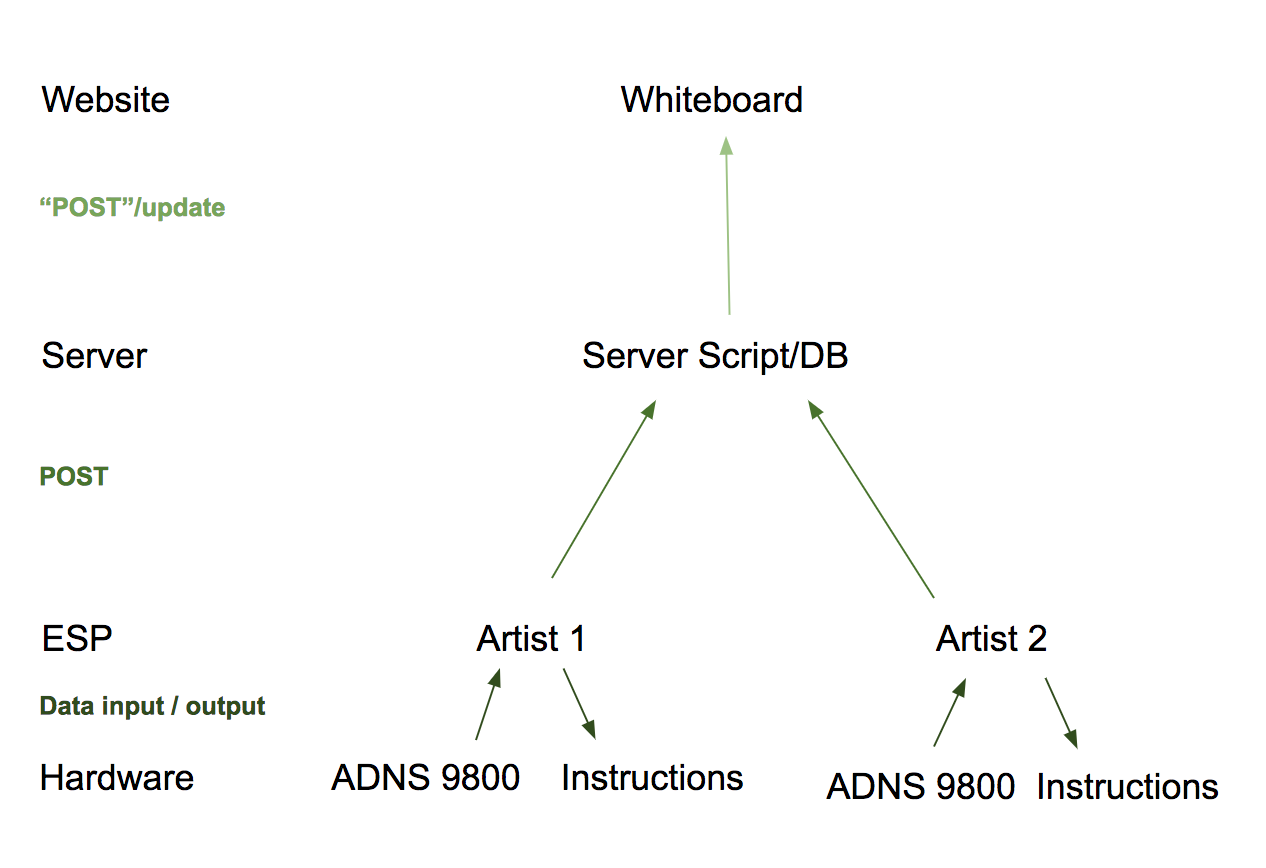 Website
Whiteboard
“POST”/update
Server
Server Script/DB
POST
ESP
Artist 1
Artist 2
Data input / output
Hardware
ADNS 9800
Instructions
ADNS 9800
Instructions